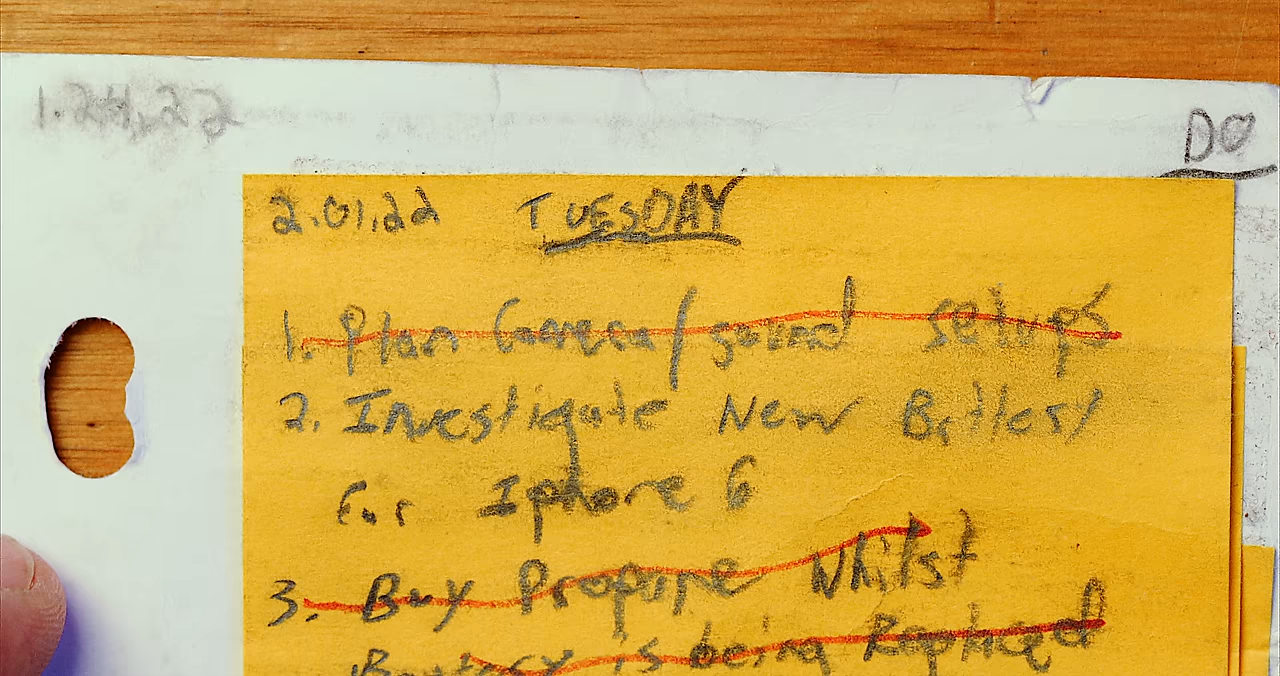 1.24.22
DO
2.01.22 TUESDAY
1. Plan Camera/sound setups
2. Investigate New Battery
For Iphone 6
3. Buy Propane Whilst
Battery is being Replaced